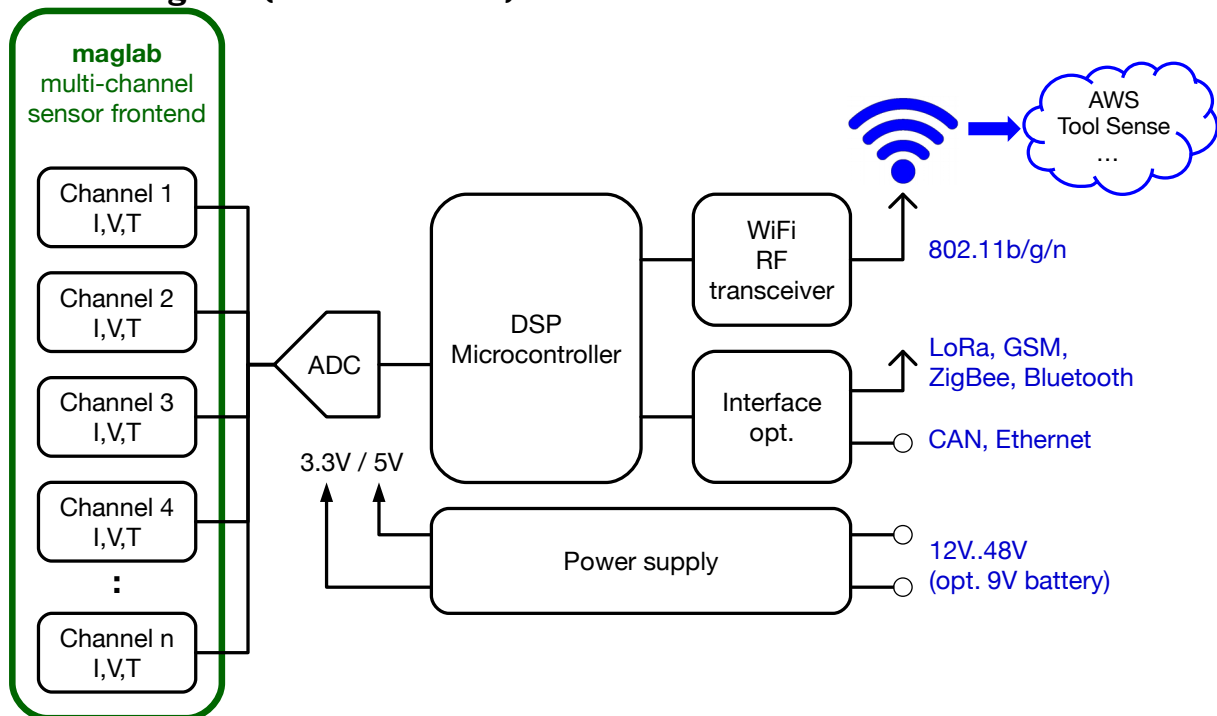 maglab
multi-channel
sensor frontend
Channel 1
I,V,T
Channel 2
I,V,T
Channel 3
I,V,T
Channel 4
I,V,T
:
Channel n
I,V,T
ADC
3.3V / 5V
DSP
Microcontroller
WiFi
RF
transceiver
Interface
opt.
Power supply
AWS
Tool Sense
...
802.11b/g/n
LoRa, GSM,
ZigBee, Bluetooth
CAN, Ethernet
12V..48V
(opt. 9V battery)